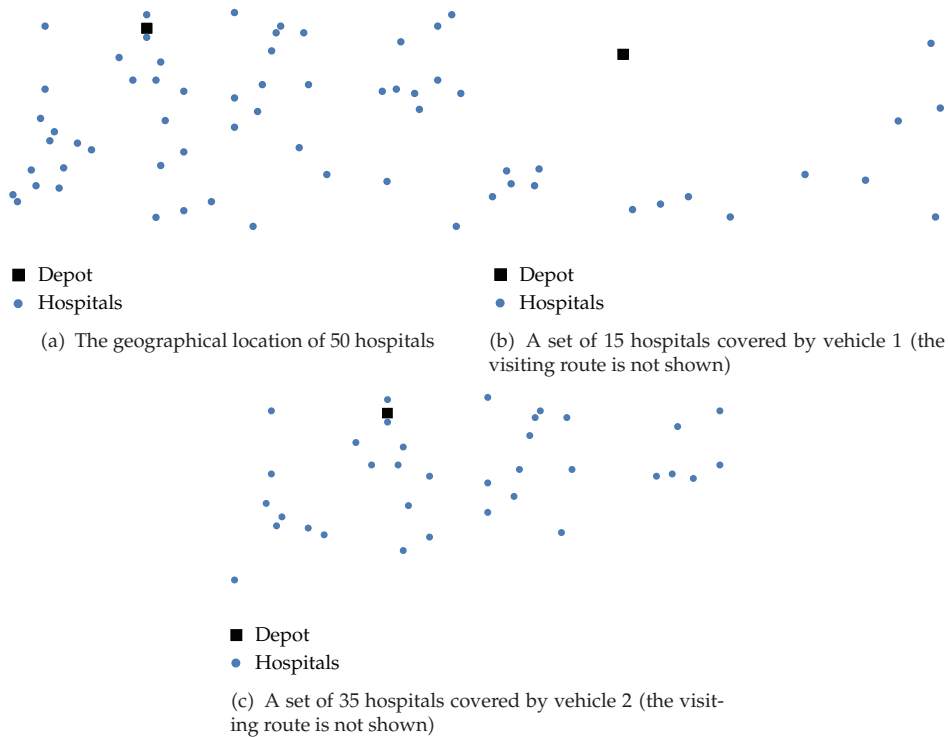 Depot
Hospitals
(a) The geographical location of 50 hospitals
Depot
Hospitals
(b) A set of 15 hospitals covered by vehicle 1 (the
visiting route is not shown)
Depot
Hospitals
(c) A set of 35 hospitals covered by vehicle 2 (the visit-
ing route is not shown)